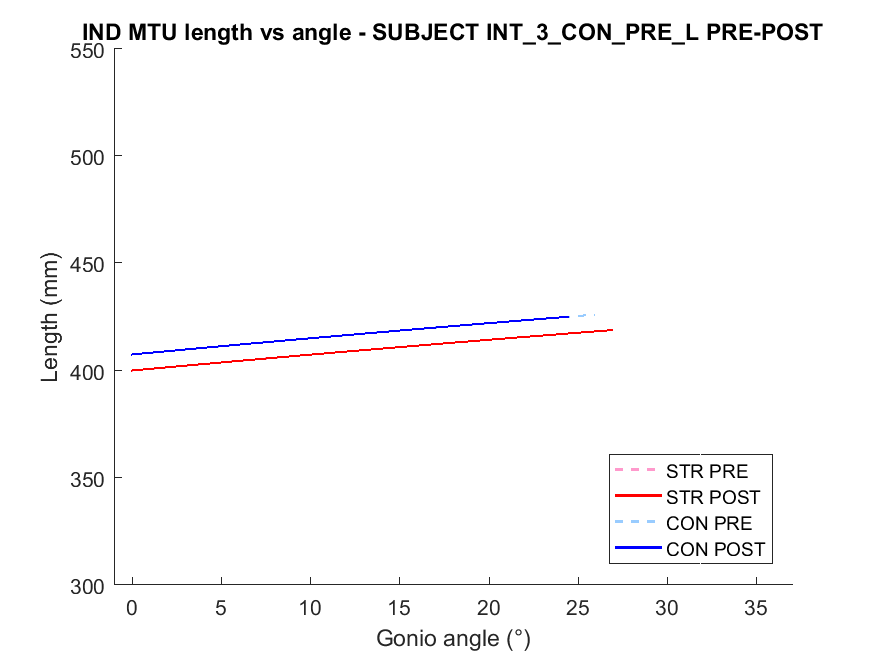 IND MTU length vs angle - SUBJECT INT_3_CON_PRE_L PRE-POST
550
500
450
400
350
300
Length (mm)
0 5 10 15 20 25 30 35
Gonio angle (°)
STR PRE
STR POST
CON PRE
CON POST